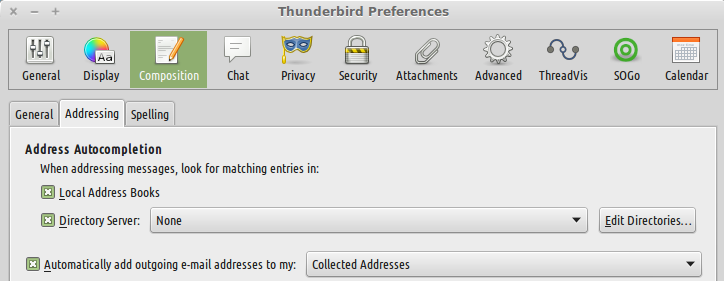 Thunderbird Preferences
General Display Composition Chat Privacy Security Attachments Advanced ThreadVis SOGo Calendar
General Addressing Spelling
Address Autocompletion
When addressing messages, look for matching entries in:
Local Address Books
Directory Server: None Edit Directories...
Automatically add outgoing e-mail addresses to my: Collected Addresses